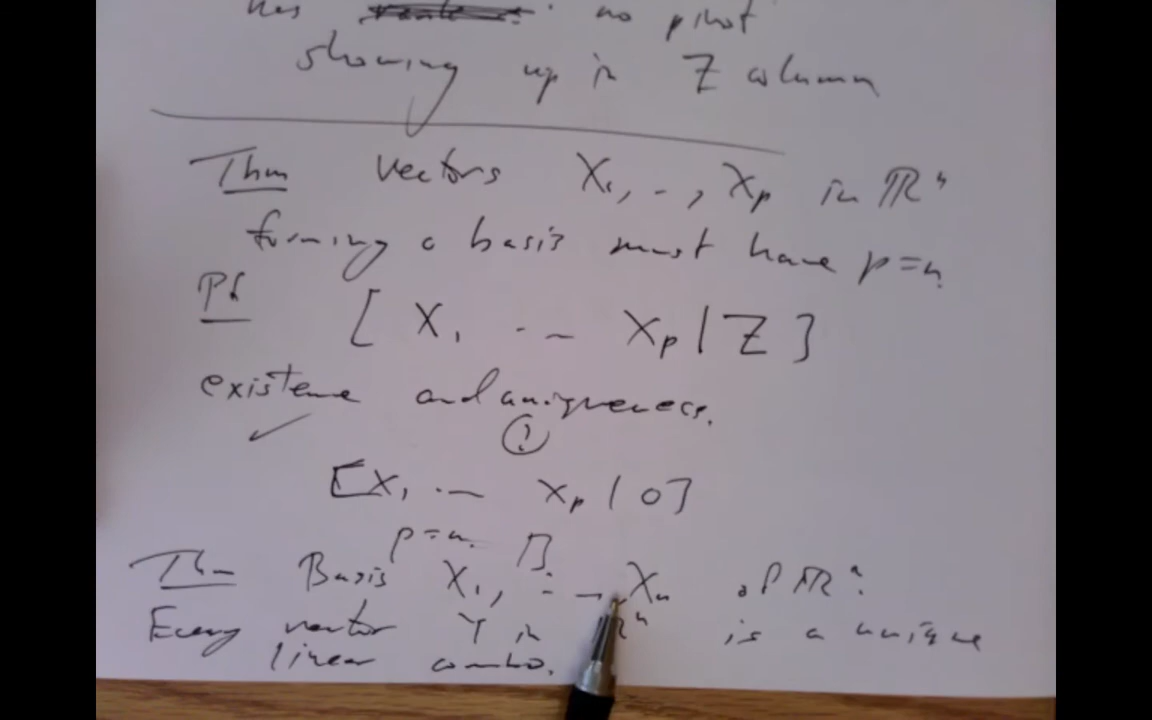 has no pivot
showing up in Z column
Thm vectors X₁, .., Xₚ in ℝⁿ
forming a basis must have p=n.
Pf [ X₁ ... Xₚ | Z ]
existence and uniqueness.
✓ ?
[X₁ ... Xₚ | 0]
p=n. □.
Thm Basis X₁, ..., Xₙ of ℝⁿ.
Every vector Y in ℝⁿ is a unique
linear combo.